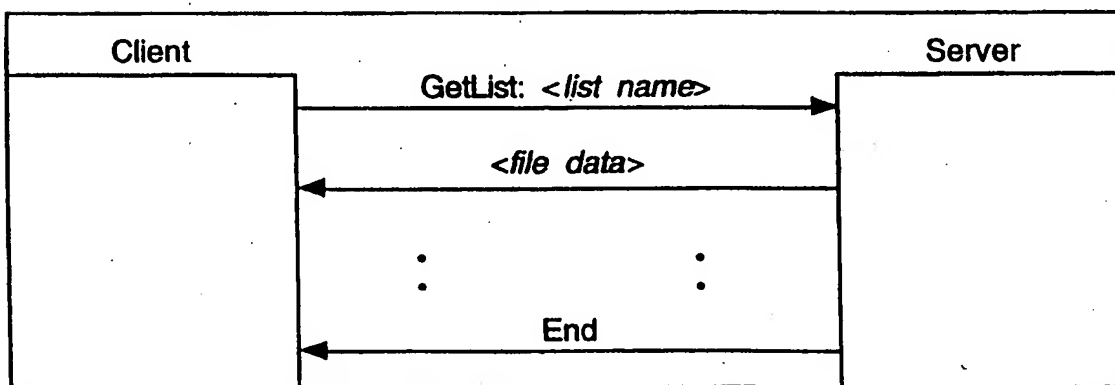 Client
Server
GetList: <list name>
<file data>
End